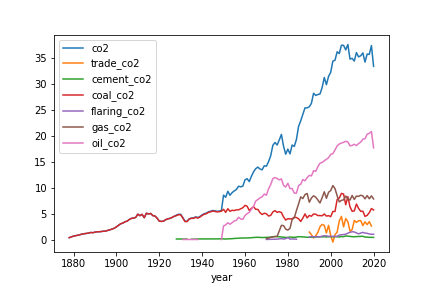 co2
trade_co2
cement_co2
coal_co2
flaring_co2
gas_co2
oil_co2
35
30
25
20
15
10
5
0
1880 1900 1920 1940 1960 1980 2000 2020
year